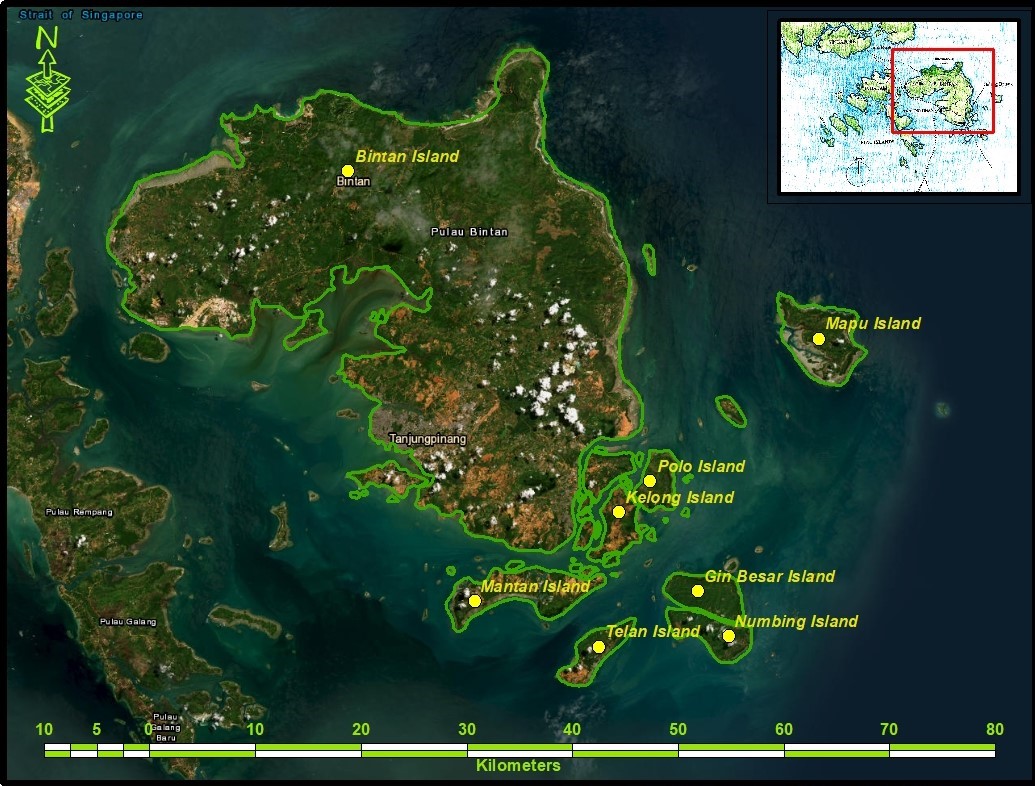 Strait of Singapore
N
Bintan Island
Bintan
Pulau Bintan
Mapu Island
Tanjungpinang
Polo Island
Kelong Island
Pulau Rempang
Mantan Island
Gin Besar Island
Pulau Galang
Telan Island
Numbing Island
Pulau
Galang
Baru
10 5 0 10 20 30 40 50 60 70 80
Kilometers